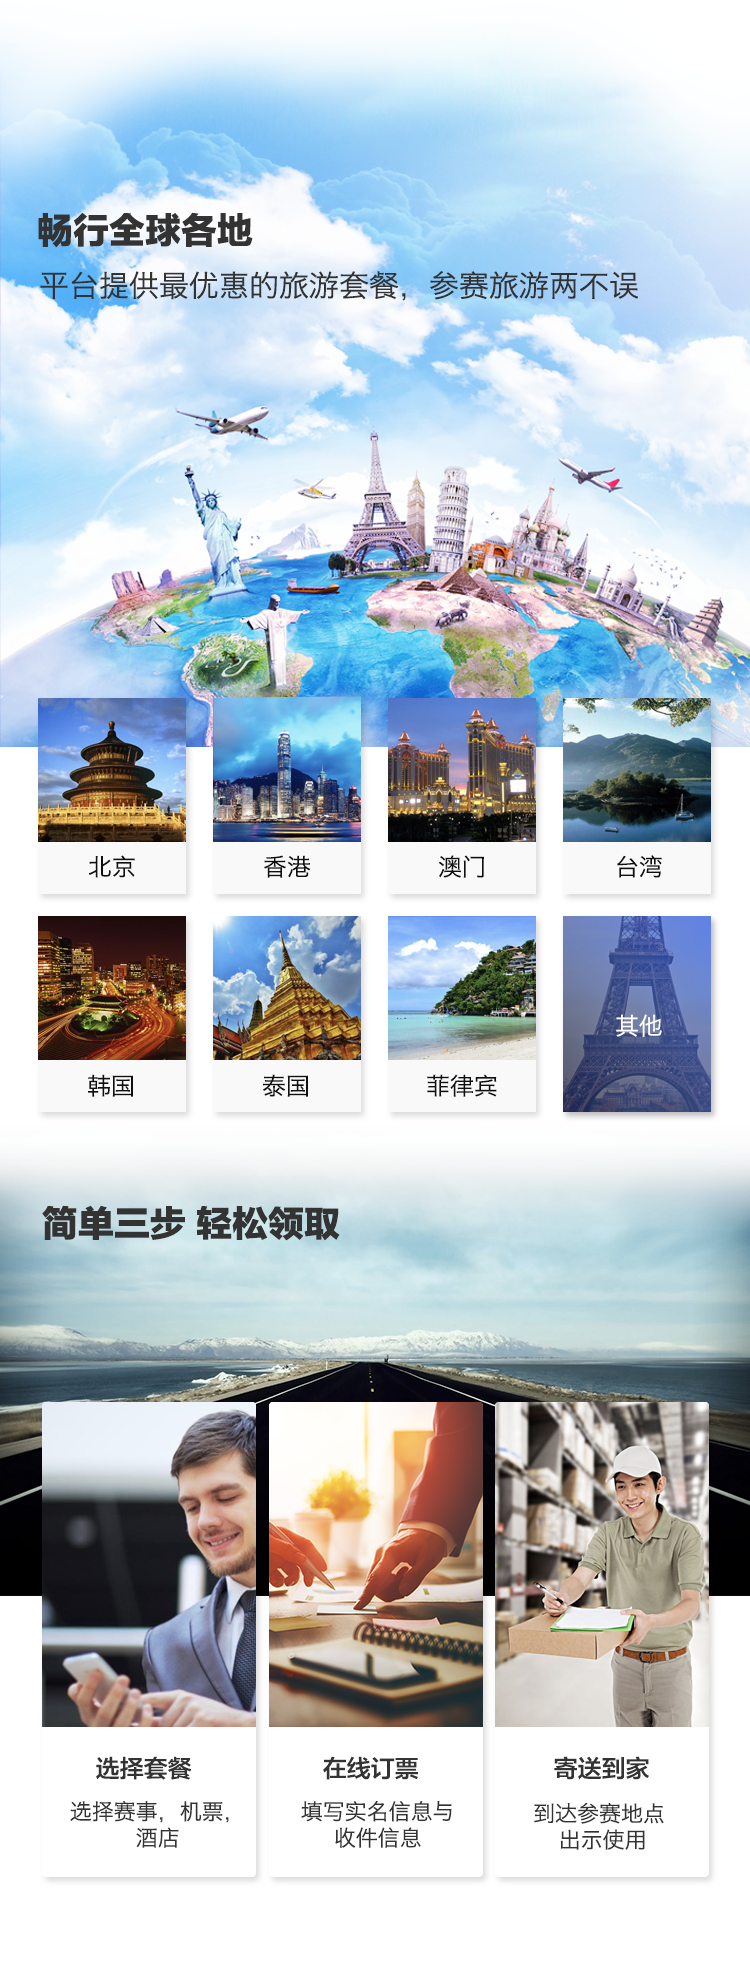 畅行全球各地
平台提供最优惠的旅游套餐，参赛旅游两不误
北京
香港
澳门
台湾
韩国
泰国
菲律宾
其他
简单三步 轻松领取
选择套餐
选择赛事，机票，
酒店
在线订票
填写实名信息与
收件信息
寄送到家
到达参赛地点
出示使用